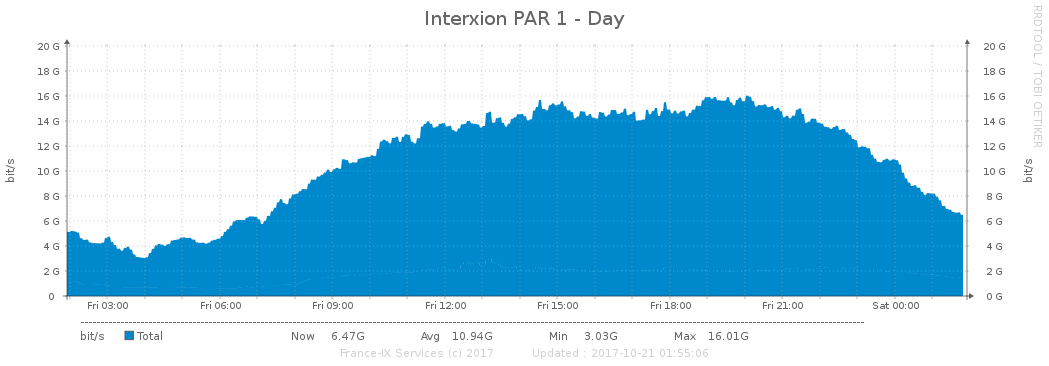 Interxion PAR 1 - Day
RRDTOOL / TOBI OETIKER
bit/s
20 G 20 G
18 G 18 G
16 G 16 G
14 G 14 G
12 G 12 G
10 G 10 G
8 G 8 G
6 G 6 G
4 G 4 G
2 G 2 G
0 0 G
bit/s
Fri 03:00 Fri 06:00 Fri 09:00 Fri 12:00 Fri 15:00 Fri 18:00 Fri 21:00 Sat 00:00
bit/s Total Now 6.47G Avg 10.94G Min 3.03G Max 16.01G
France-IX Services (c) 2017 Updated : 2017-10-21 01:55:06